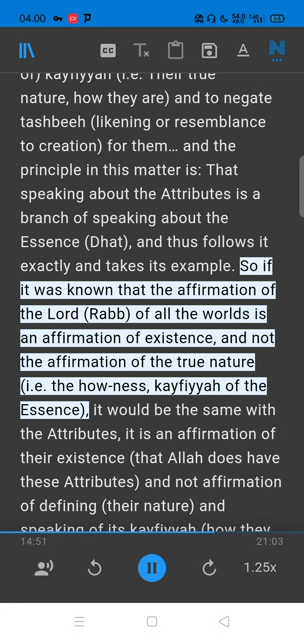 04.00
54.0
KB/S
64
CC
of) kayfiyyah (i.e. Their true
nature, how they are) and to negate
tashbeeh (likening or resemblance
to creation) for them… and the
principle in this matter is: That
speaking about the Attributes is a
branch of speaking about the
Essence (Dhat), and thus follows it
exactly and takes its example. So if
it was known that the affirmation of
the Lord (Rabb) of all the worlds is
an affirmation of existence, and not
the affirmation of the true nature
(i.e. the how-ness, kayfiyyah of the
Essence), it would be the same with
the Attributes, it is an affirmation of
their existence (that Allah does have
these Attributes) and not affirmation
of defining (their nature) and
speaking of its kayfiyyah (how they
14:51
21:03
1.25x